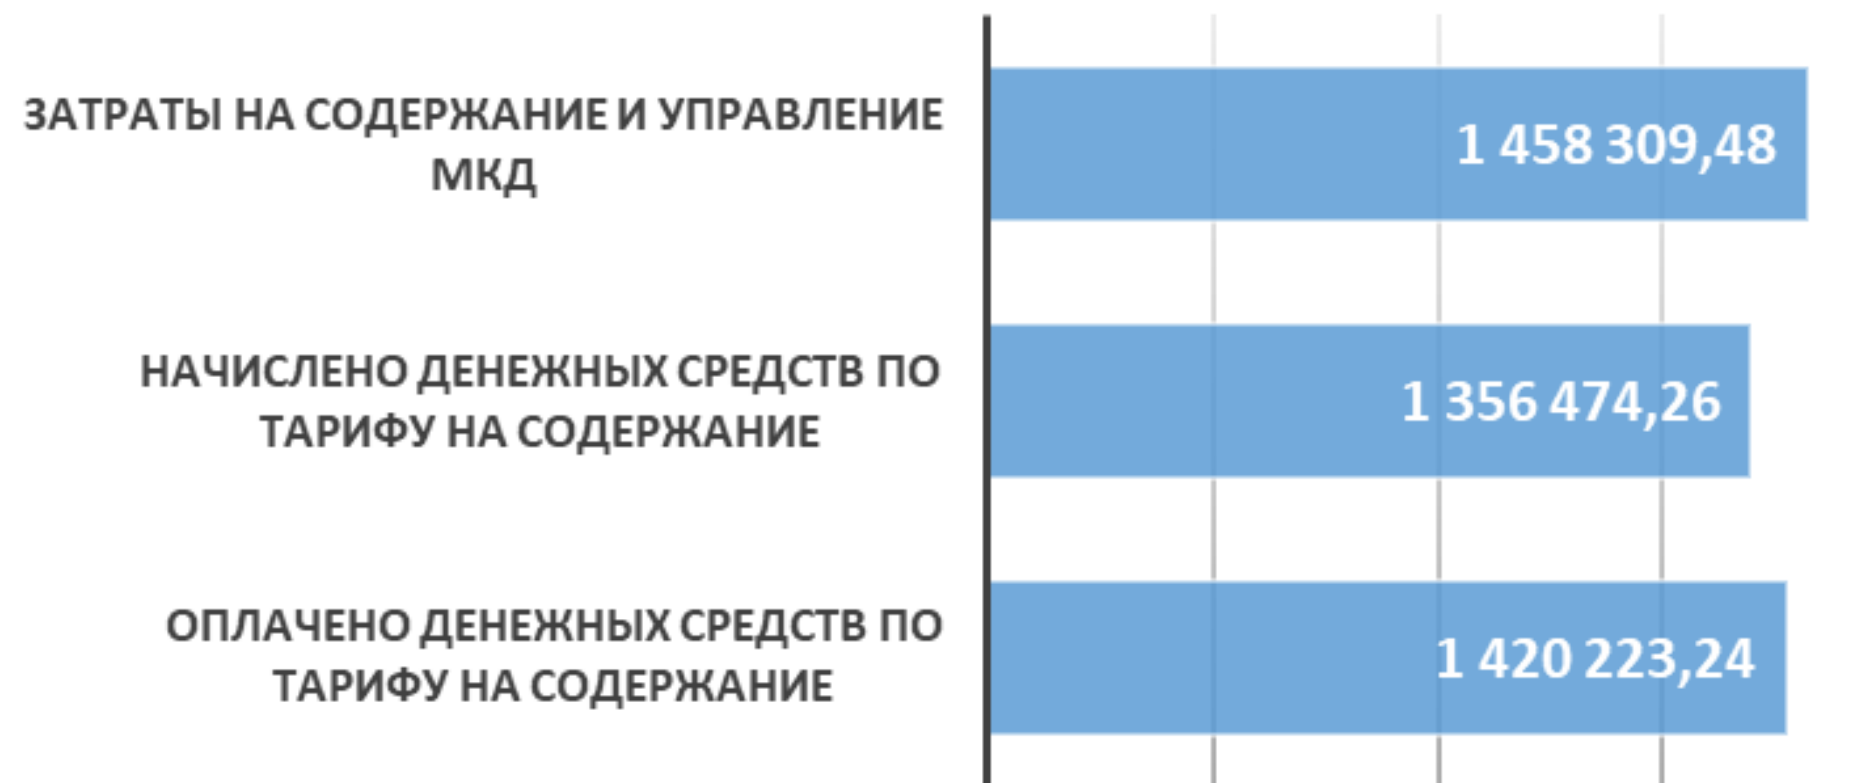 ЗАТРАТЫ НА СОДЕРЖАНИЕ И УПРАВЛЕНИЕ
МКД
1 458 309,48
НАЧИСЛЕНО ДЕНЕЖНЫХ СРЕДСТВ ПО
ТАРИФУ НА СОДЕРЖАНИЕ
1 356 474,26
ОПЛАЧЕНО ДЕНЕЖНЫХ СРЕДСТВ ПО
ТАРИФУ НА СОДЕРЖАНИЕ
1 420 223,24